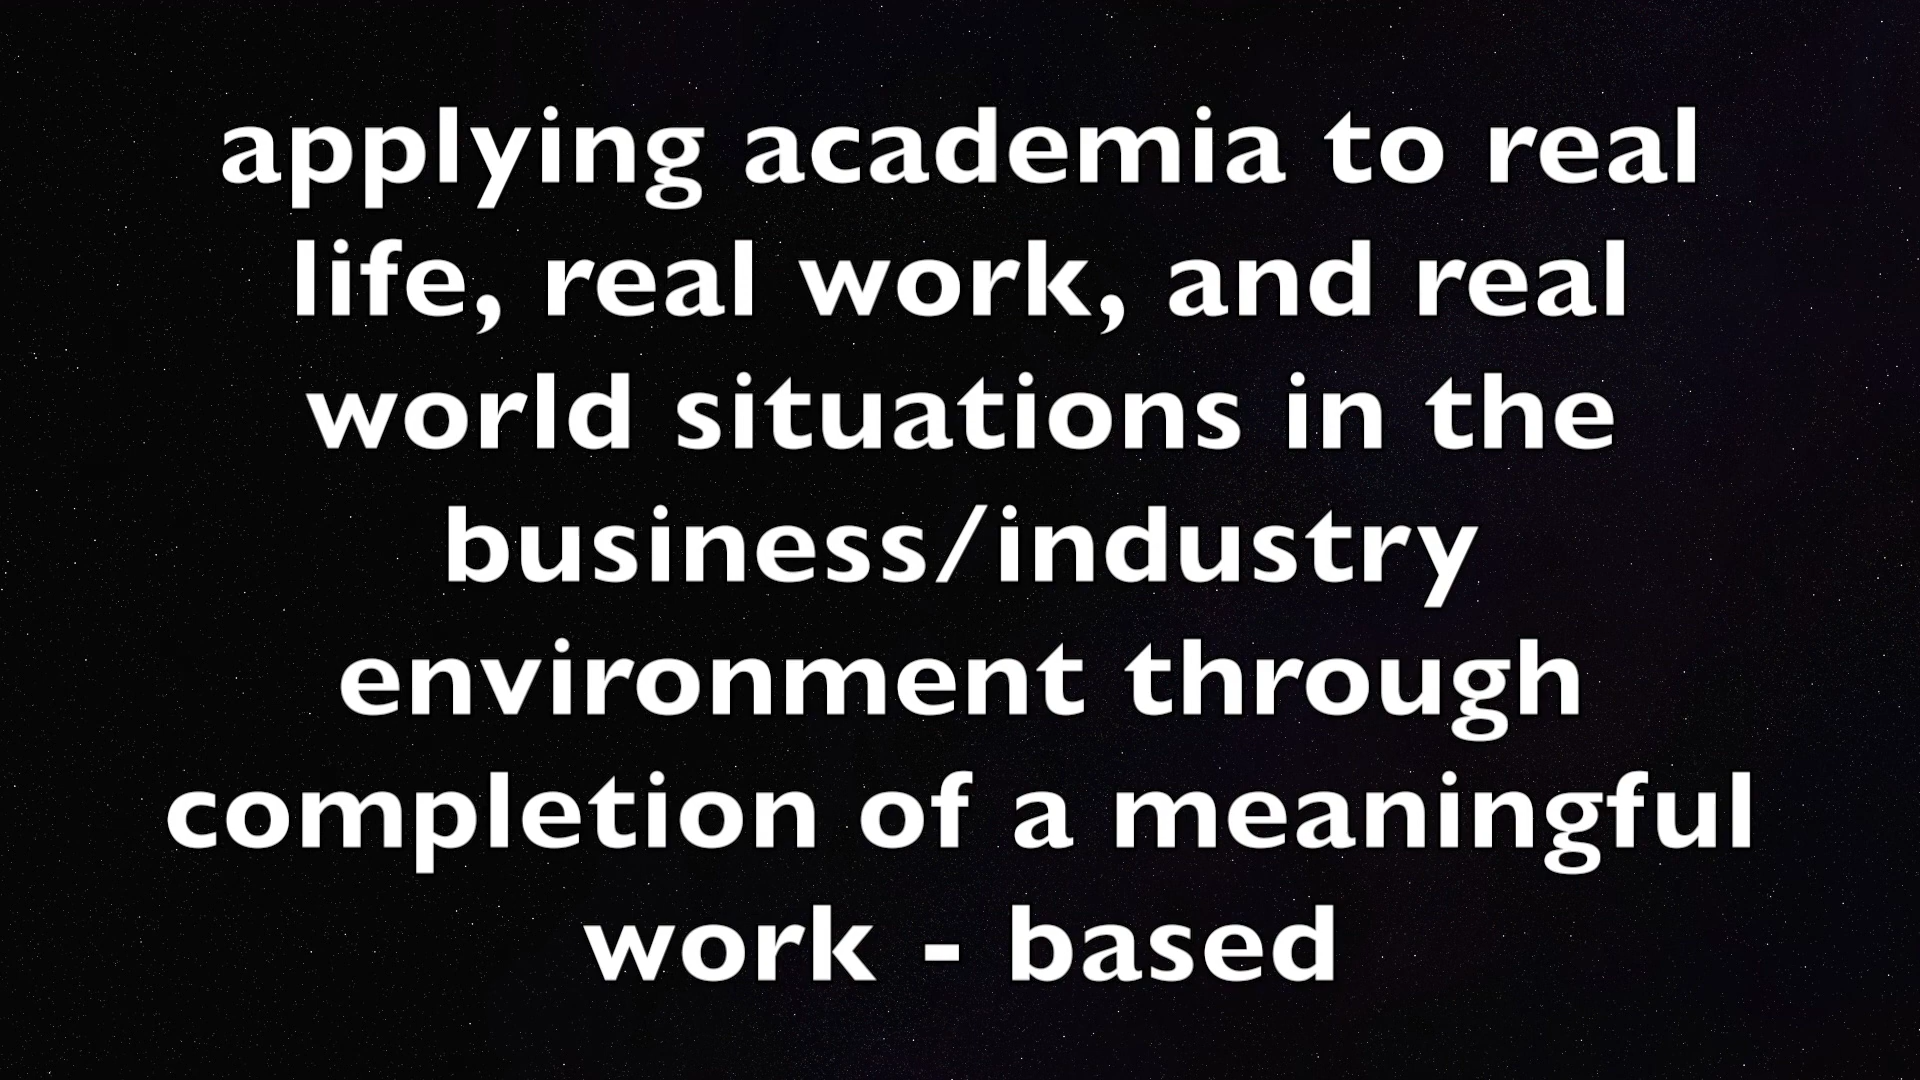 applying academia to real
life, real work, and real
world situations in the
business/industry
environment through
completion of a meaningful
work - based